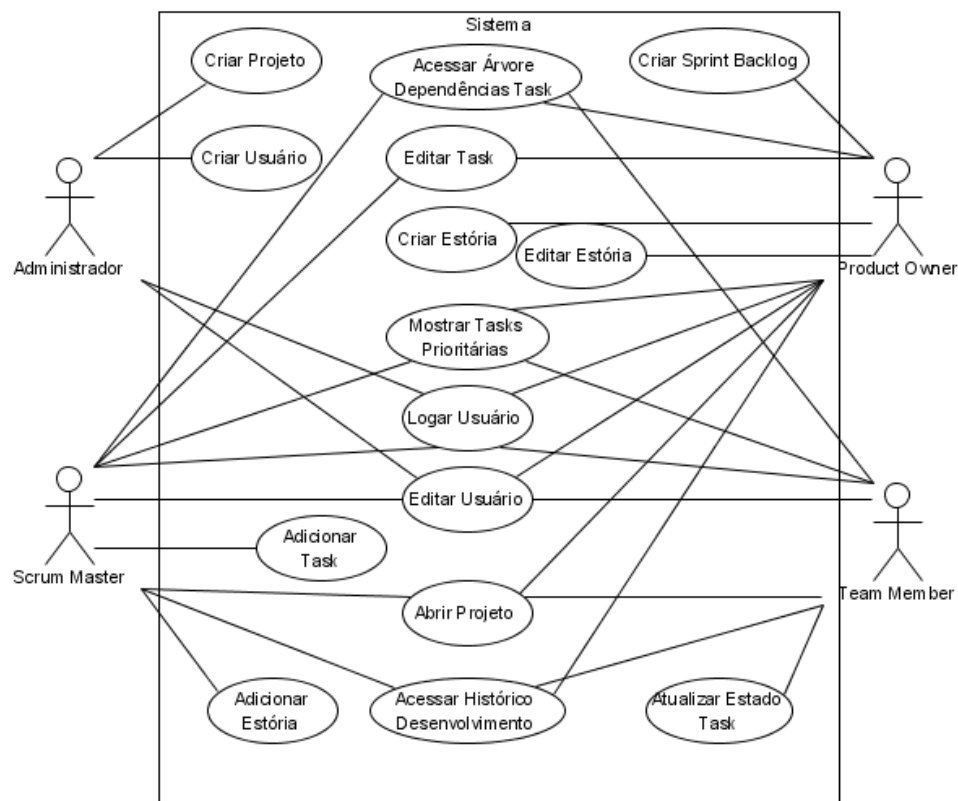 Sistema
Criar Projeto
Acessar Árvore
Dependências Task
Criar Sprint Backlog
Criar Usuário
Editar Task
Criar Estória
Editar Estória
Administrador
Product Owner
Mostrar Tasks
Prioritárias
Logar Usuário
Editar Usuário
Adicionar
Task
Scrum Master
Team Member
Abrir Projeto
Adicionar
Estória
Acessar Histórico
Desenvolvimento
Atualizar Estado
Task